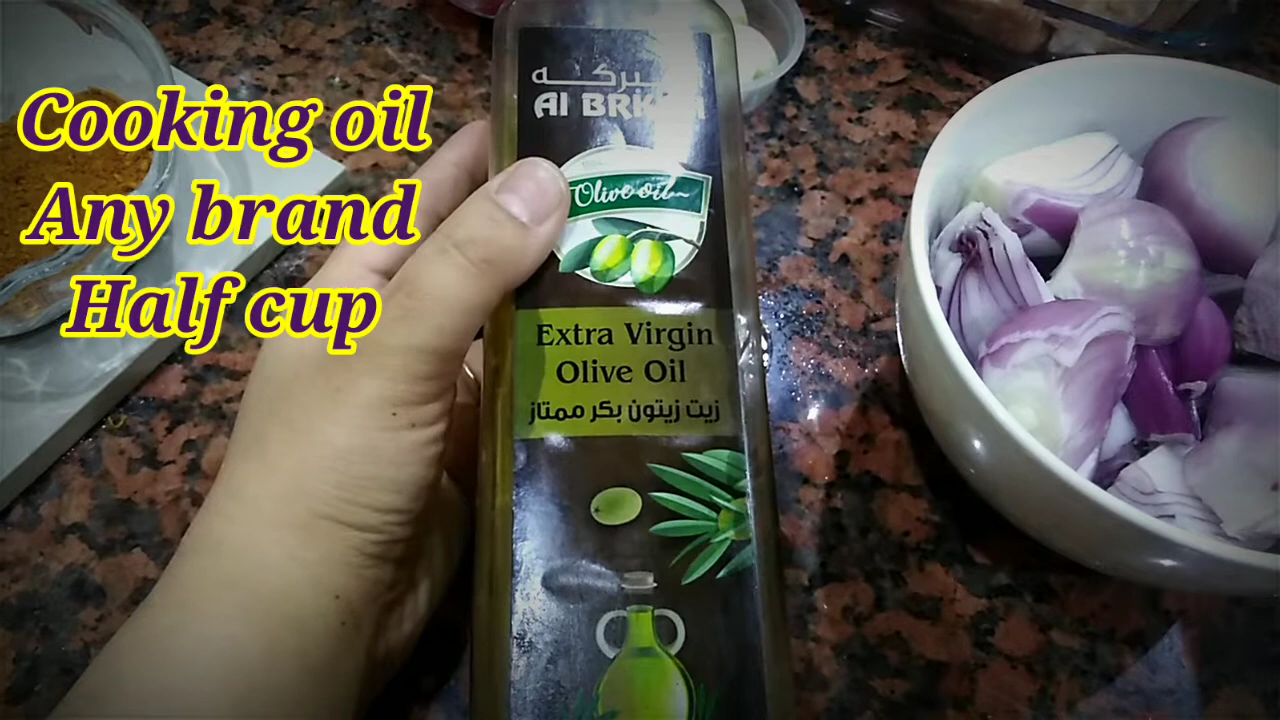 Cooking oil
Any brand
Half cup
Olive oil
Extra Virgin
Olive Oil
زيت زيتون بكر ممتاز